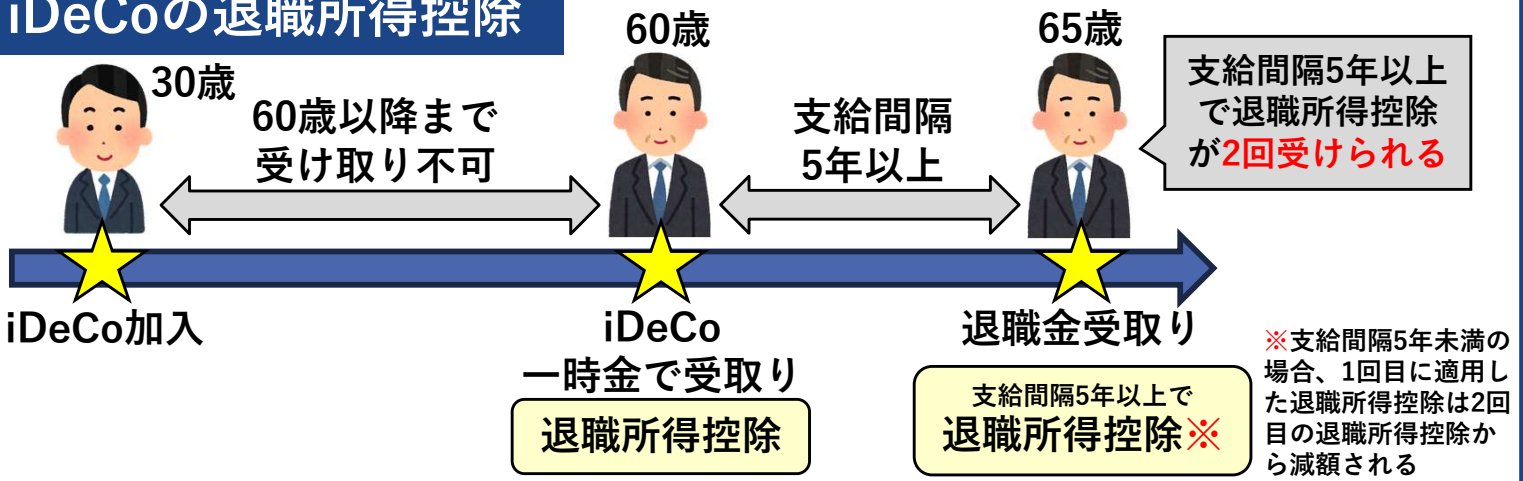 iDeCoの退職所得控除
30歳
60歳以降まで
受け取り不可
60歳
支給間隔
5年以上
65歳
支給間隔5年以上
で退職所得控除
が2回受けられる
iDeCo加入
iDeCo
一時金で受取り
退職所得控除
退職金受取り
支給間隔5年以上で
退職所得控除※
※支給間隔5年未満の
場合、1回目に適用し
た退職所得控除は2回
目の退職所得控除か
ら減額される